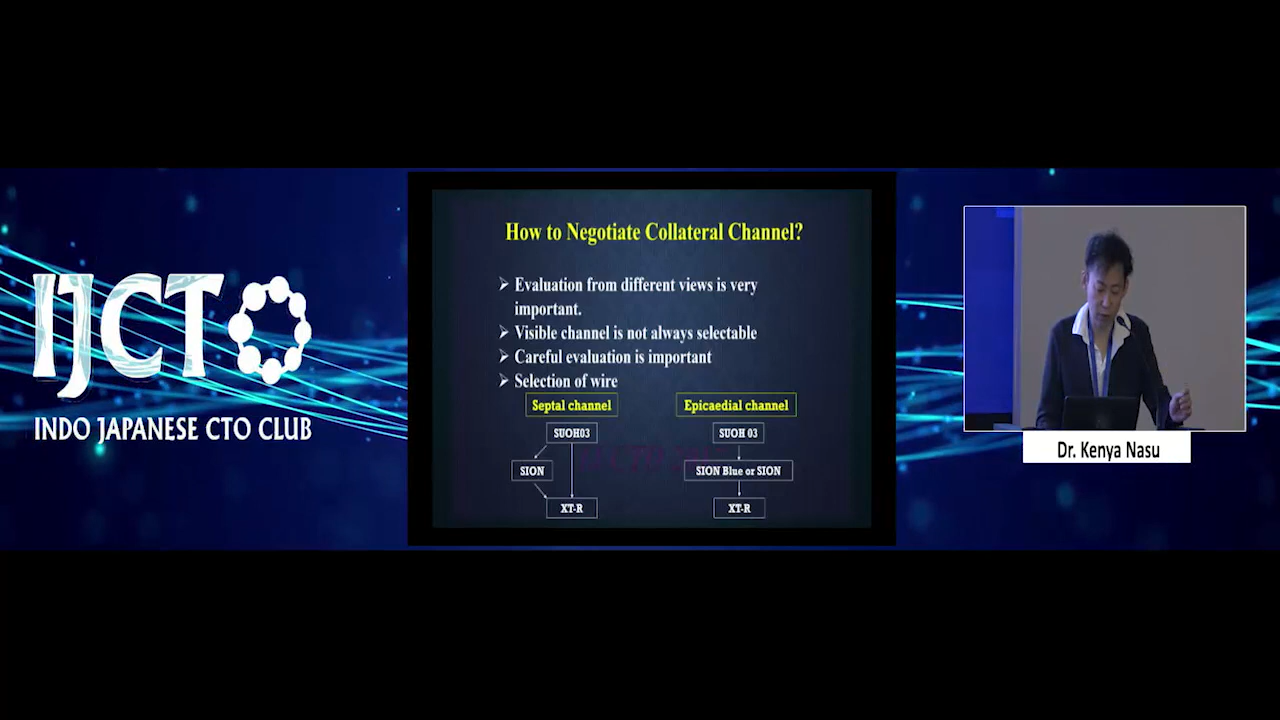 How to Negotiate Collateral Channel?
Evaluation from different views is very
important.
Visible channel is not always selectable
Careful evaluation is important
Selection of wire
Septal channel
Epicaedial channel
SUOH03
SUOH 03
SION
SION Blue or SION
XT-R
XT-R
IJCTO
INDO JAPANESE CTO CLUB
Dr. Kenya Nasu